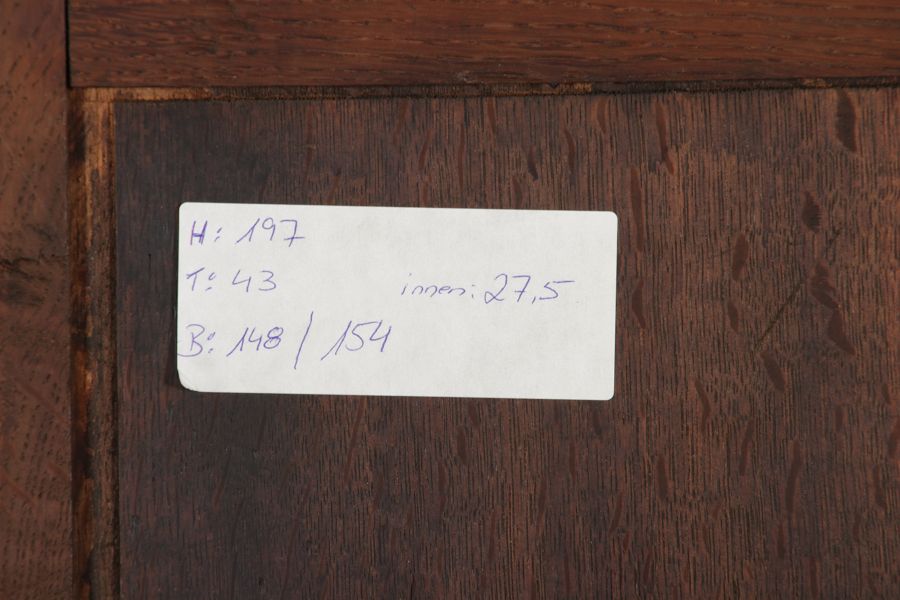 H: 197
T: 43 innen: 27,5
B: 148 / 154